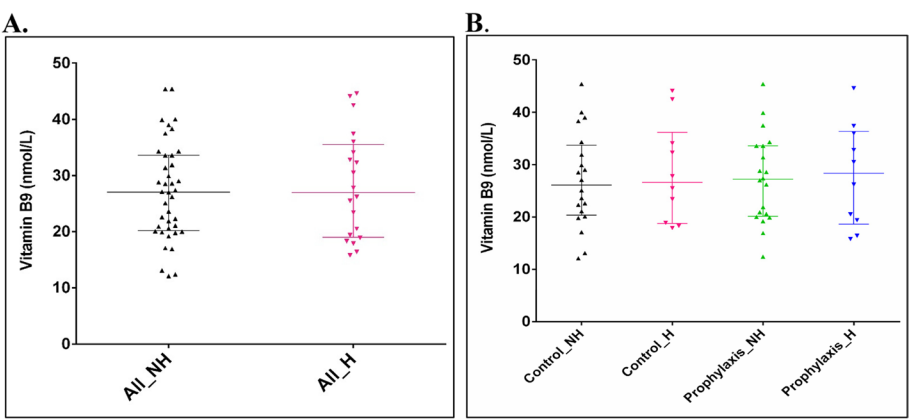 A.
B.
Vitamin B9 (nmol/L)
50
40
30
20
10
0
All_NH
All_H
Vitamin B9 (nmol/L)
50
40
30
20
10
0
Control_NH
Control_H
Prophylaxis_NH
Prophylaxis_H